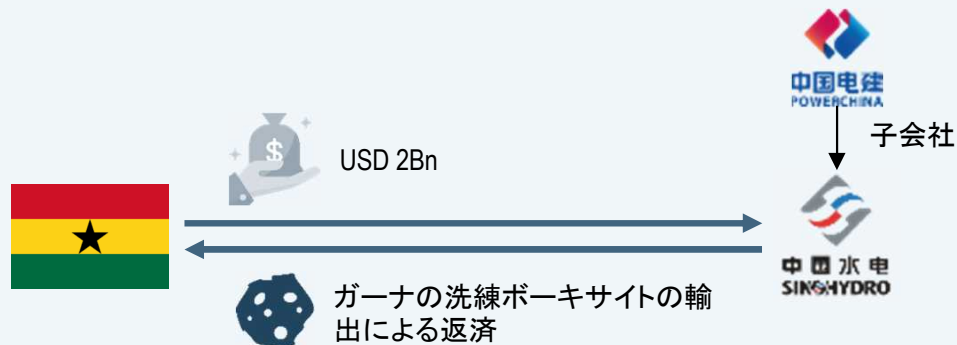 中国电建
POWERCHINA
子会社
USD 2Bn
$
中国水电
SINOHYDRO
ガーナの洗練ボーキサイトの輸
出による返済